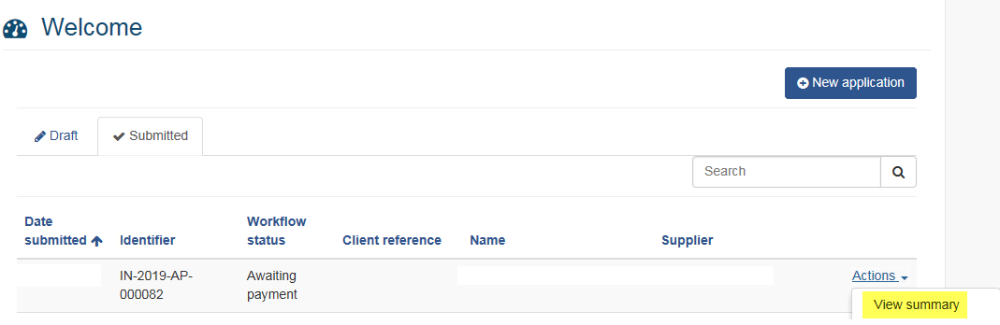 Welcome
New application
Draft
Submitted
Search
Date
submitted
Identifier
Workflow
status
Client reference
Name
Supplier
IN-2019-AP-
000082
Awaiting
payment
Actions
View summary